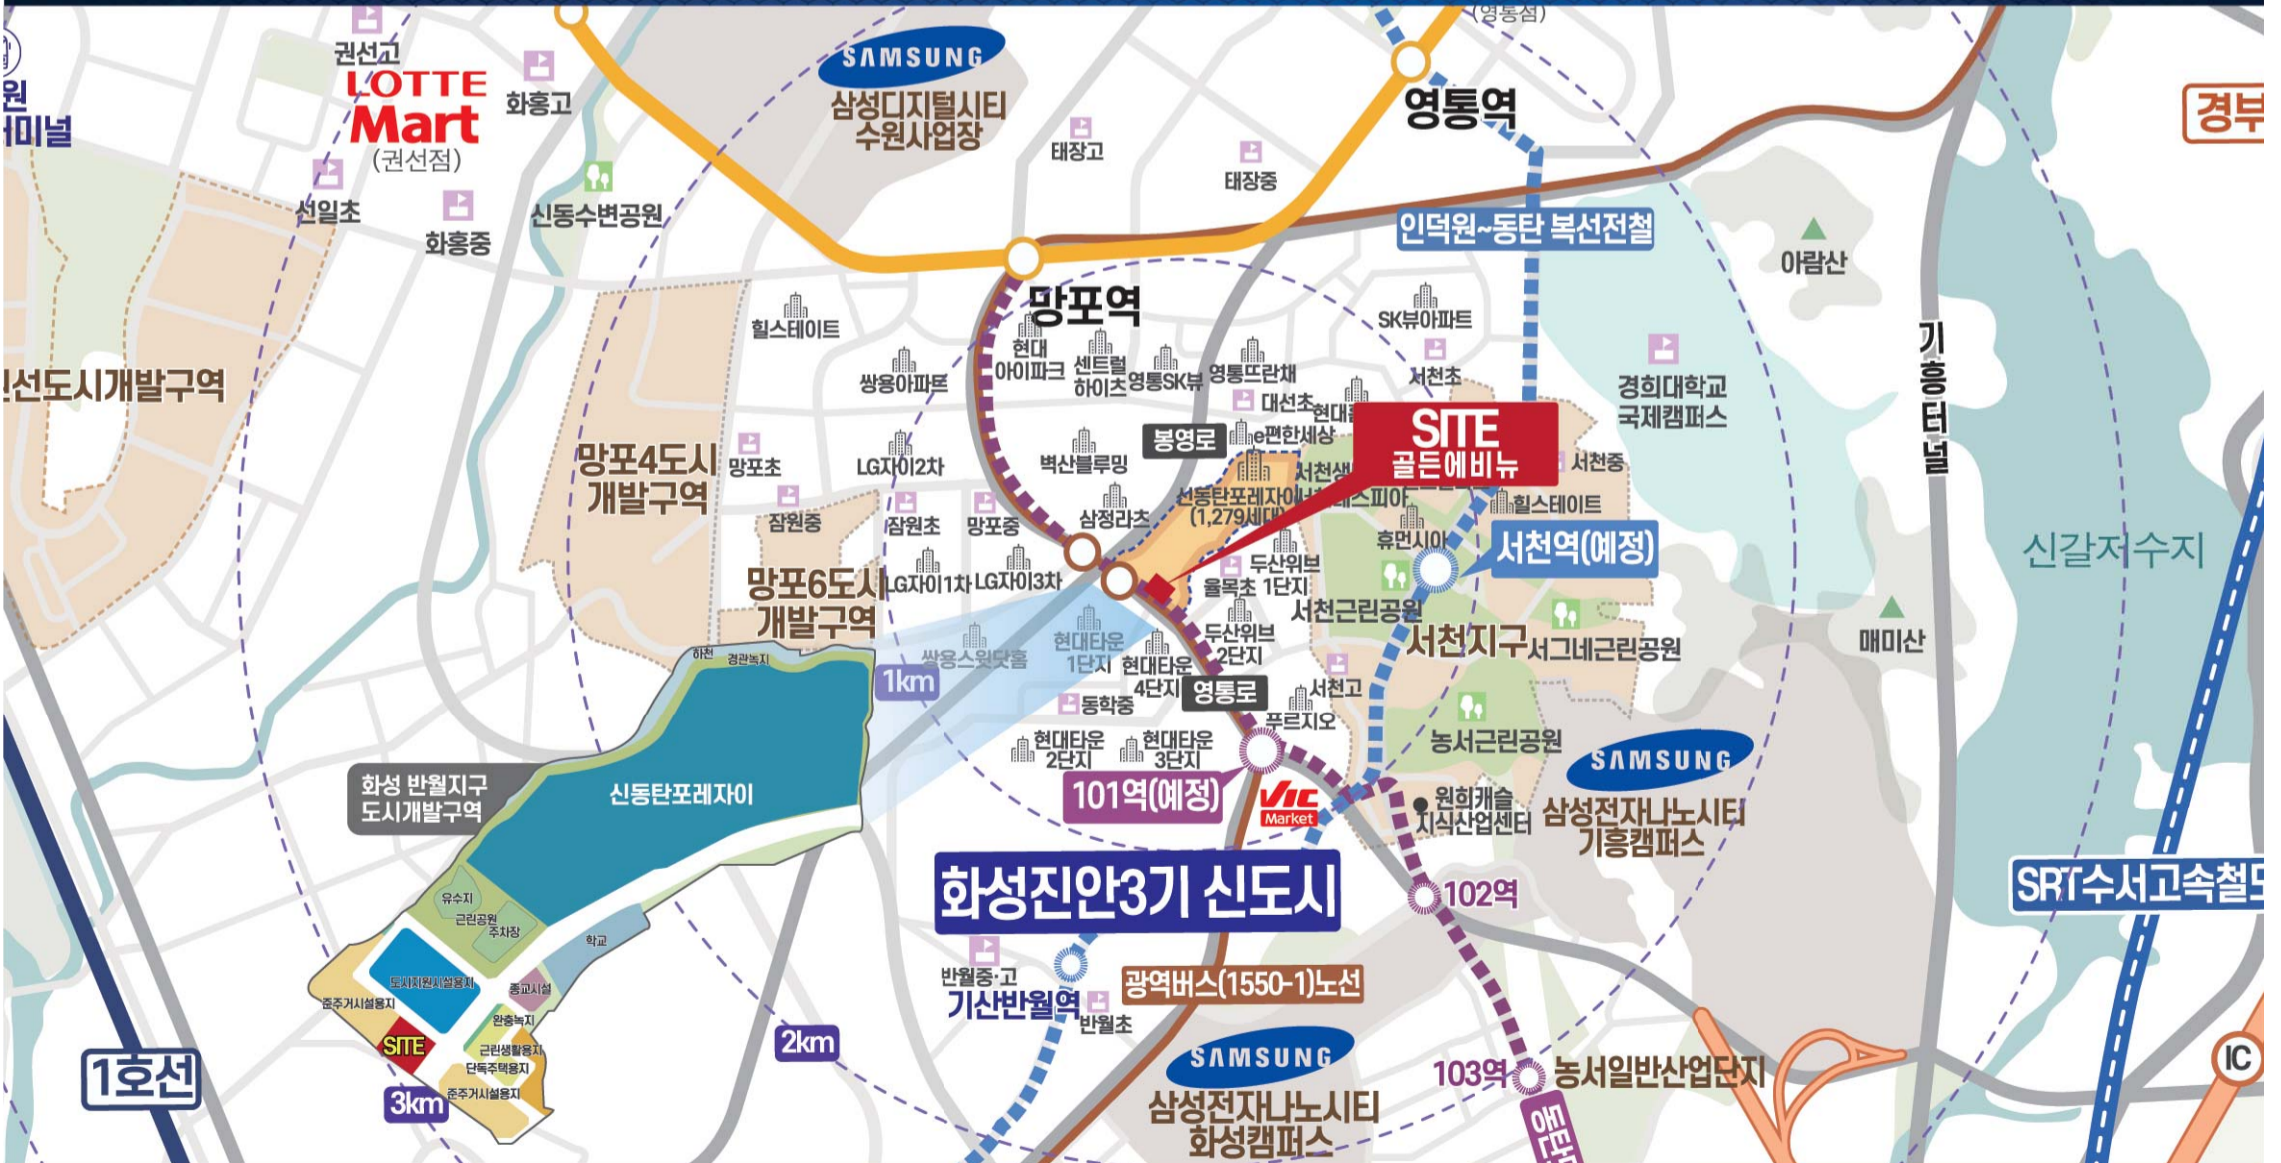 (영통점)
권선고
LOTTE
Mart
(권선점)
화홍고
SAMSUNG
삼성디지털시티
수원사업장
영통역
경부
원
터미널
태장고
태장중
선일초
화홍중
신동수변공원
인덕원~동탄 복선전철
아람산
망포역
힐스테이트
쌍용아파트
현대
아이파크
센트럴
하이츠
영통SK뷰
영통뜨란채
SK뷰아파트
서천초
경희대학교
국제캠퍼스
기흥터널
선도시개발구역
대선초
봉영로
e편한세상
SITE
골든에비뉴
망포4도시
개발구역
망포초
LG자이2차
벽산블루밍
서천중
잠원중
잠원초
망포중
삼정라츠
신동탄포레자이
(1,279세대)
힐스테이트
휴먼시아
서천역(예정)
신갈저수지
망포6도시
개발구역
LG자이1차
LG자이3차
두산위브
1단지
율목초
서천근린공원
두산위브
2단지
서천지구
서그네근린공원
매미산
쌍용스윗닷홈
현대타운
1단지
현대타운
4단지
하천
경관녹지
1km
영통로
서천고
푸르지오
동학중
현대타운
2단지
현대타운
3단지
농서근린공원
SAMSUNG
삼성전자나노시티
기흥캠퍼스
화성 반월지구
도시개발구역
신동탄포레자이
101역(예정)
VIC
Market
원희캐슬
지식산업센터
화성진안3기 신도시
102역
SRT수서고속철도
유수지
근린공원
주차장
학교
도시지원시설용지
종교시설
준주거시설용지
완충녹지
SITE
근린생활용지
단독주택용지
준주거시설용지
반월중·고
기산반월역
반월초
광역버스(1550-1)노선
2km
SAMSUNG
삼성전자나노시티
화성캠퍼스
1호선
3km
103역
농서일반산업단지
IC
동탄